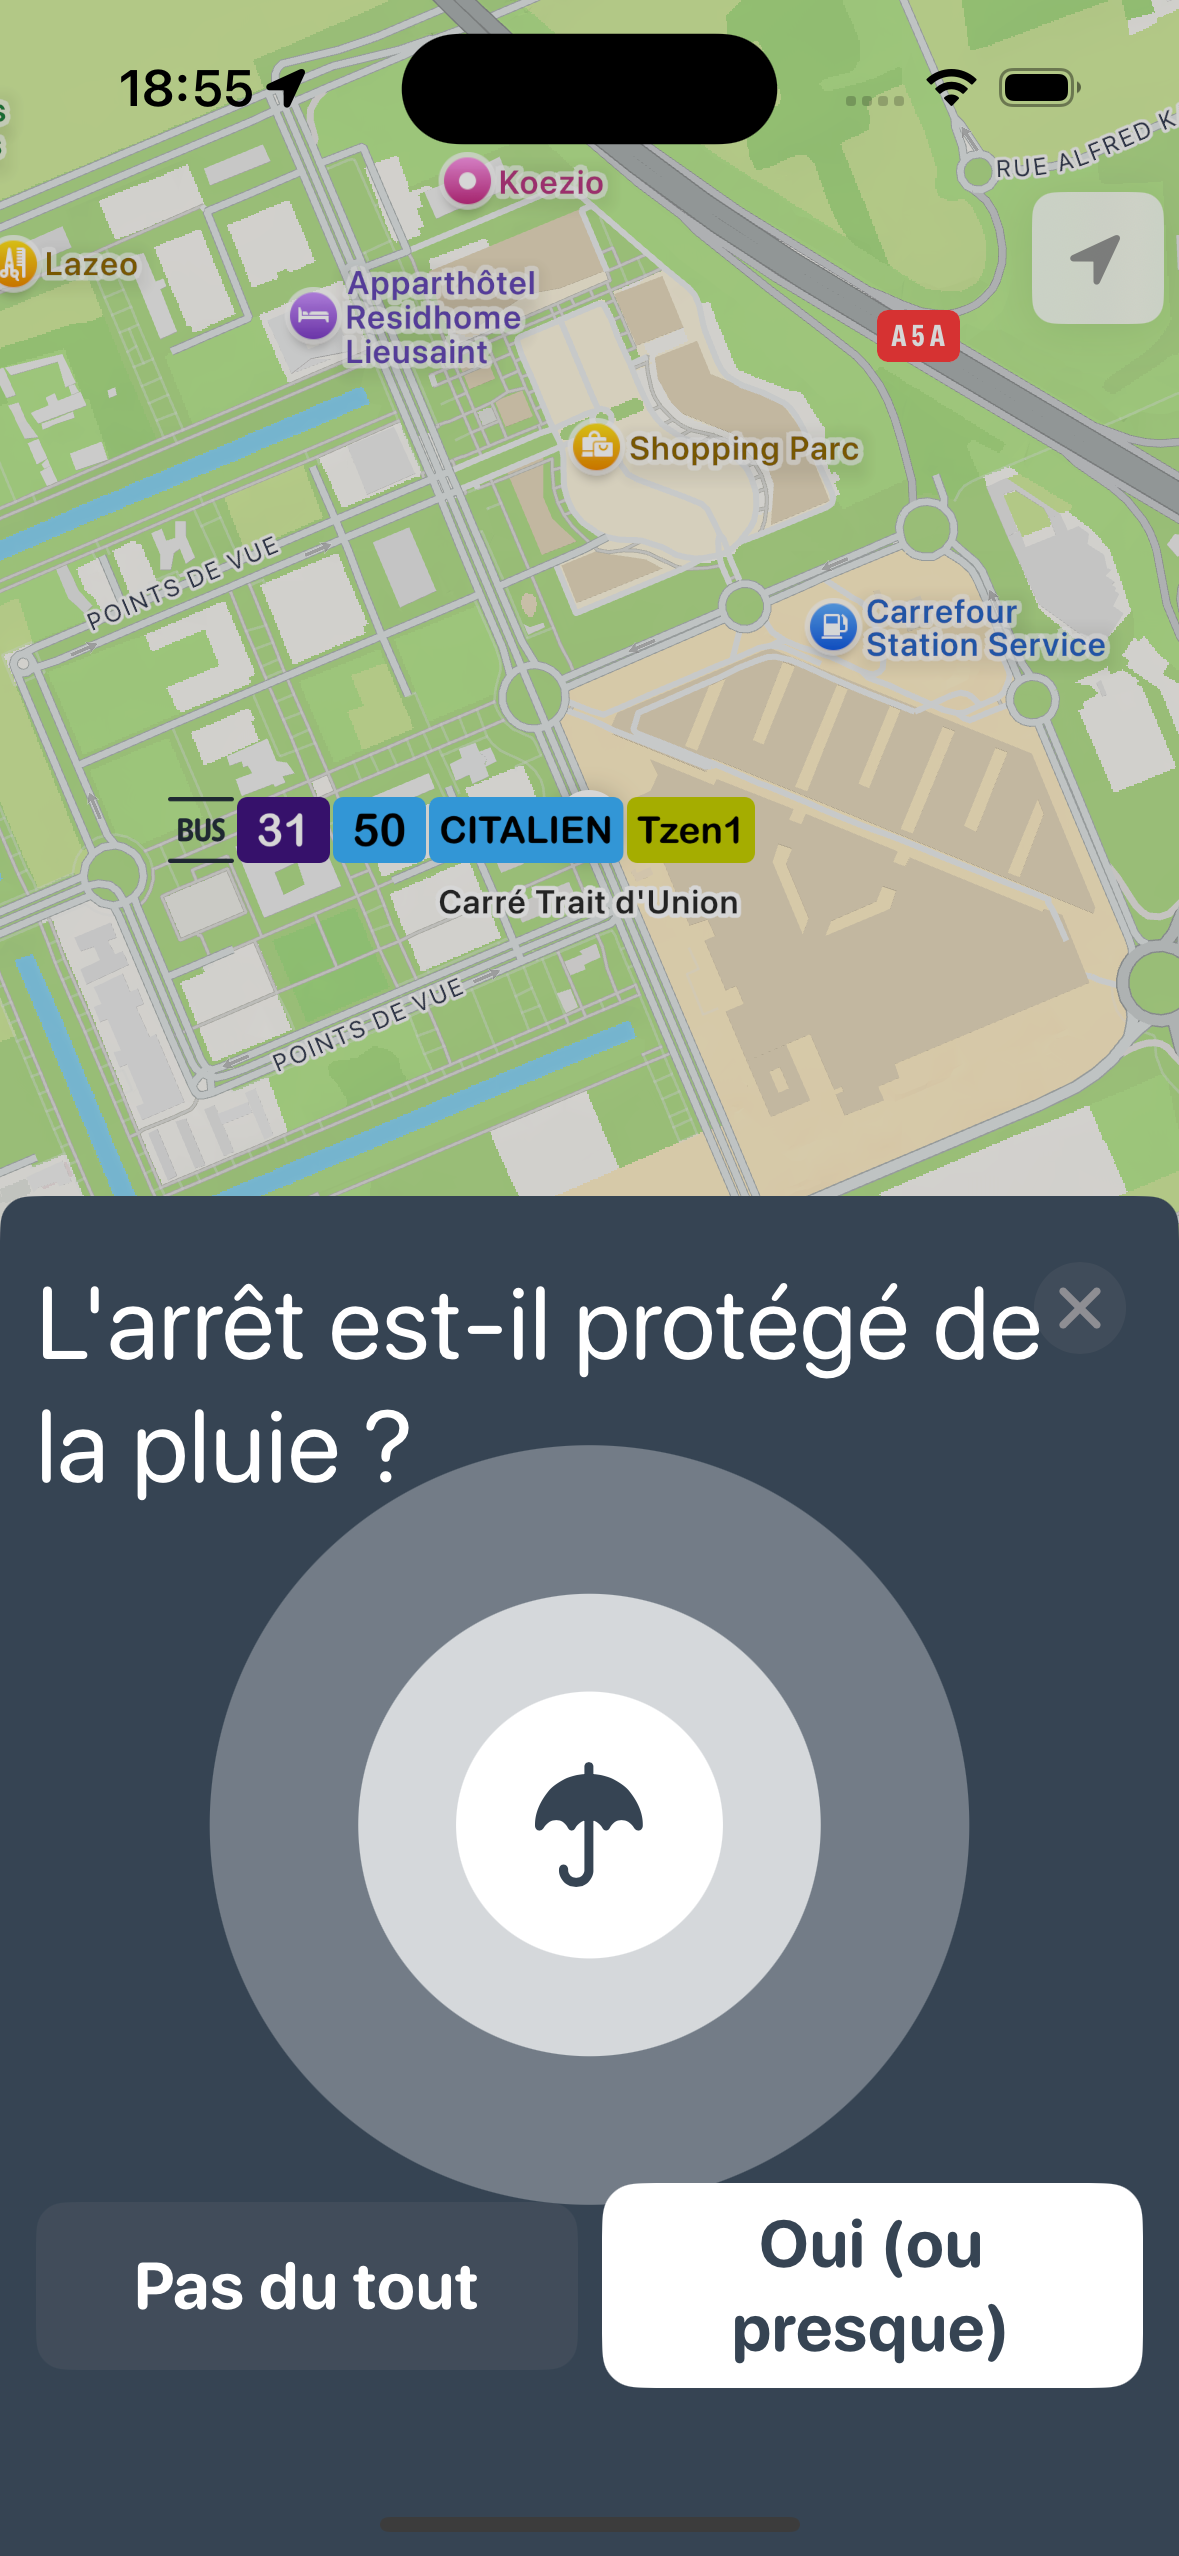 18:55
RUE ALFRED K
Koezio
Lazeo
Apparthôtel
Residhome
Lieusaint
A5A
Shopping Parc
POINTS DE VUE
Carrefour
Station Service
BUS 31 50 CITALIEN Tzen1
Carré Trait d'Union
POINTS DE VUE
L'arrêt est-il protégé de
la pluie ?
Pas du tout
Oui (ou
presque)